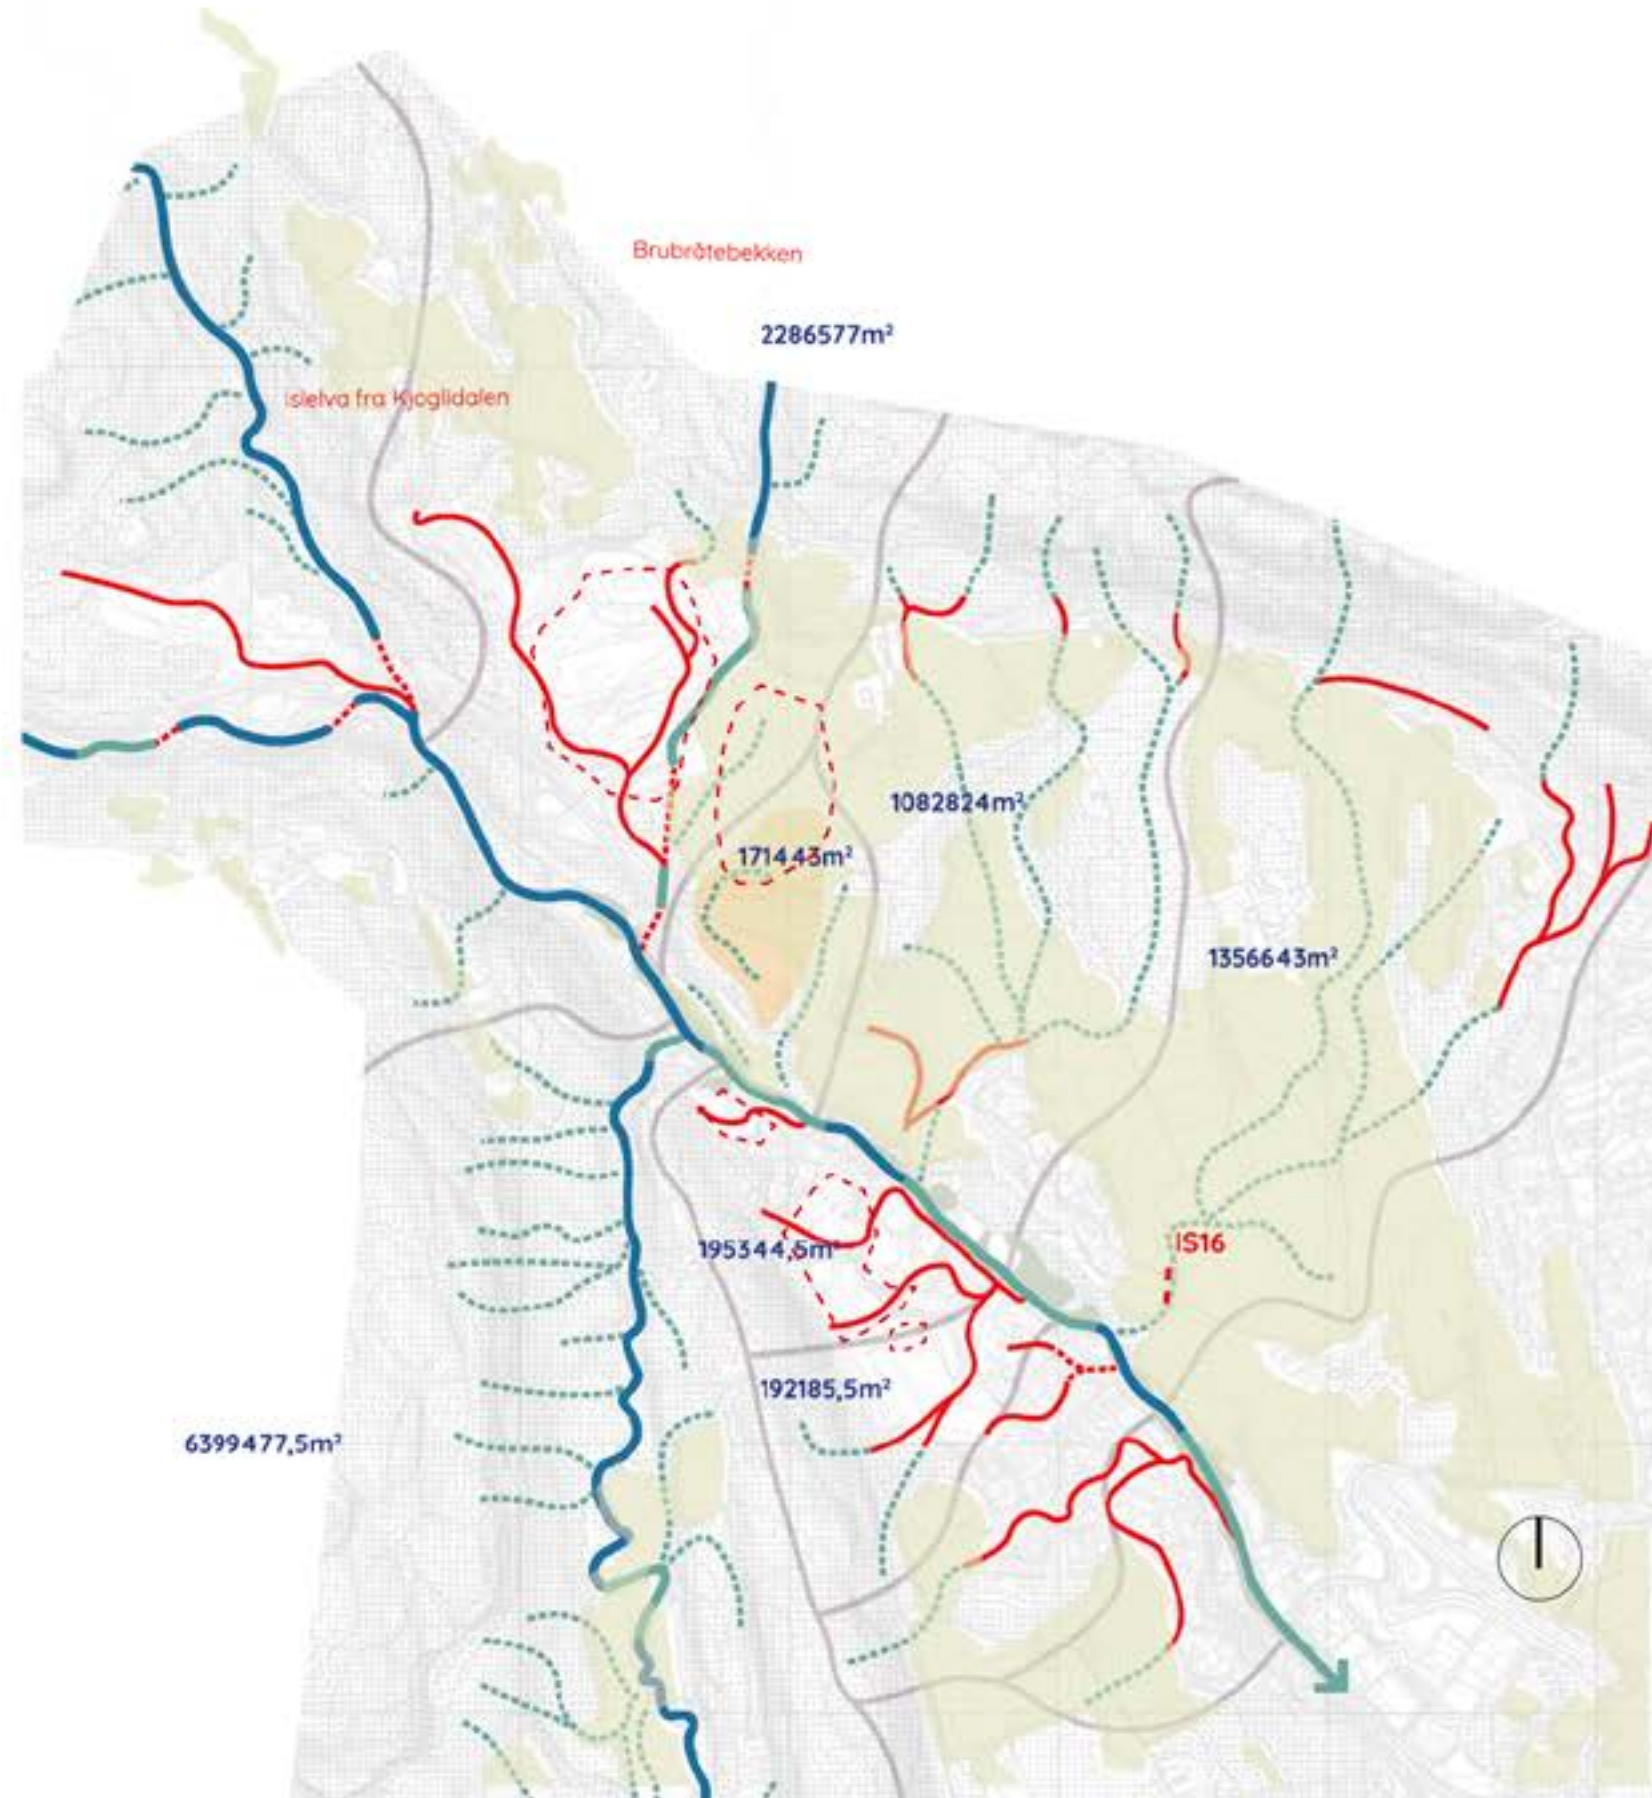 Brubråtebekken
2286577m²
Islelva fra Kjoglidalen
1082824m²
171443m²
1356643m²
IS16
195344,5m²
192185,5m²
6399477,5m²